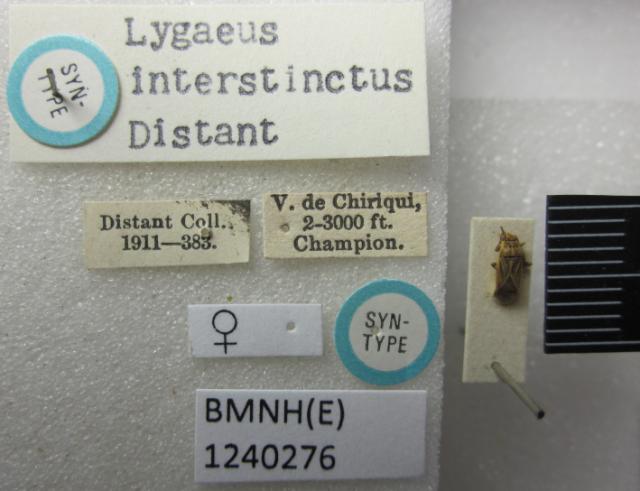 SYN-
TYPE
Lygaeus
interstinctus
Distant
Distant Coll.
1911—383.
V. de Chiriqui,
2-3000 ft.
Champion.
♀
SYN-
TYPE
BMNH(E)
1240276